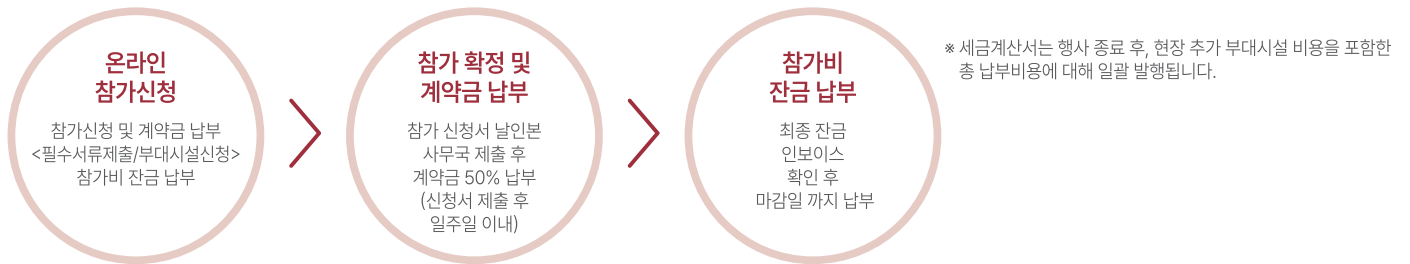 온라인
참가신청
참가신청 및 계약금 납부
<필수서류제출/부대시설신청>
참가비 잔금 납부
참가 확정 및
계약금 납부
참가 신청서 날인본
사무국 제출 후
계약금 50% 납부
(신청서 제출 후
일주일 이내)
참가비
잔금 납부
최종 잔금
인보이스
확인 후
마감일 까지 납부
※ 세금계산서는 행사 종료 후, 현장 추가 부대시설 비용을 포함한
총 납부비용에 대해 일괄 발행됩니다.